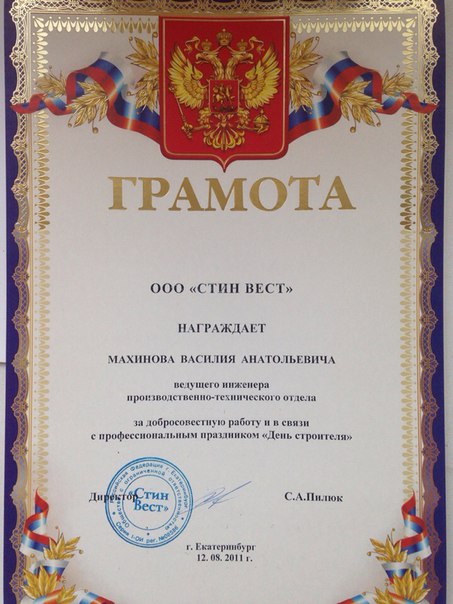 ГРАМОТА
ООО «СТИН ВЕСТ»
НАГРАЖДАЕТ
МАХИНОВА ВАСИЛИЯ АНАТОЛЬЕВИЧА
ведущего инженера
производственно-технического отдела
за добросовестную работу и в связи
с профессиональным праздником «День строителя»
Директор
С.А.Пилюк
"Стин
Вест"
г. Екатеринбург
12. 08. 2011 г.